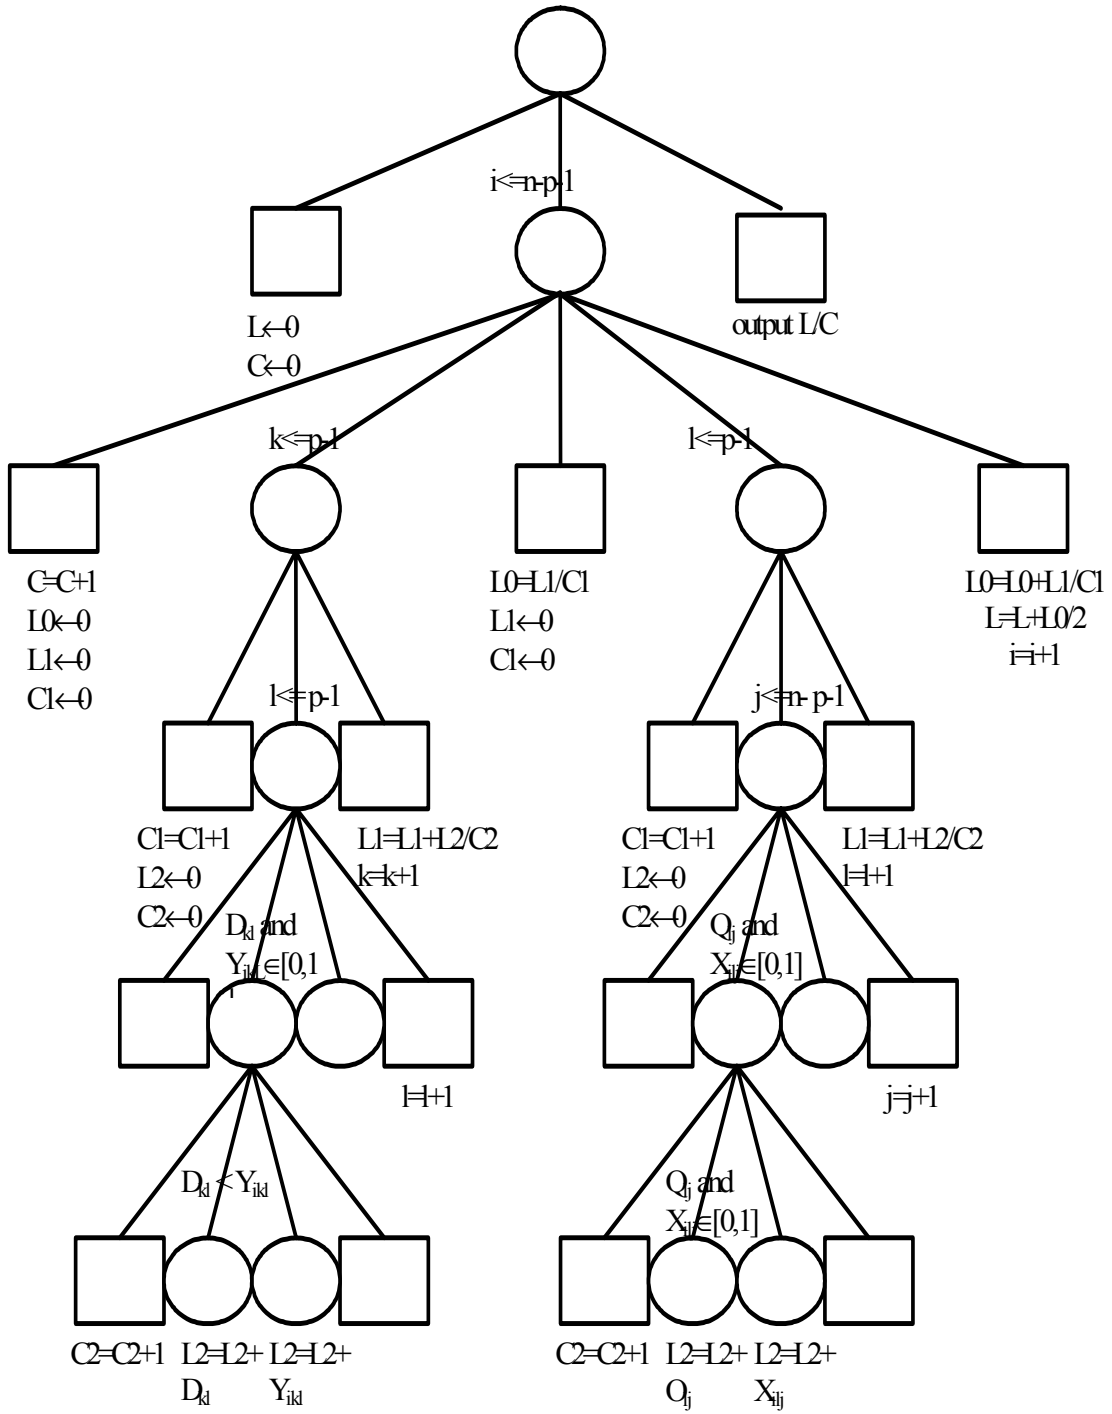 i<=n-p-1
L←0
C←0
output L/C
k<=p-1
l<=p-1
C=C+1
L0←0
L1←0
C1←0
L0=L1/C1
L1←0
C1←0
L0=L0+L1/C1
L=L+L0/2
i=i+1
l<=p-1
j<=n-p-1
C1=C1+1
L2←0
C2←0
L1=L1+L2/C2
k=k+1
C1=C1+1
L2←0
C2←0
L1=L1+L2/C2
l=l+1
Dkl and
Yikl∈[0,1
Qlj and
Xilj∈[0,1]
l=l+1
j=j+1
Dkl < Yikl
Qlj and
Xilj∈[0,1]
C2=C2+1
L2=L2+
Dkl
L2=L2+
Yikl
C2=C2+1
L2=L2+
Qlj
L2=L2+
Xilj